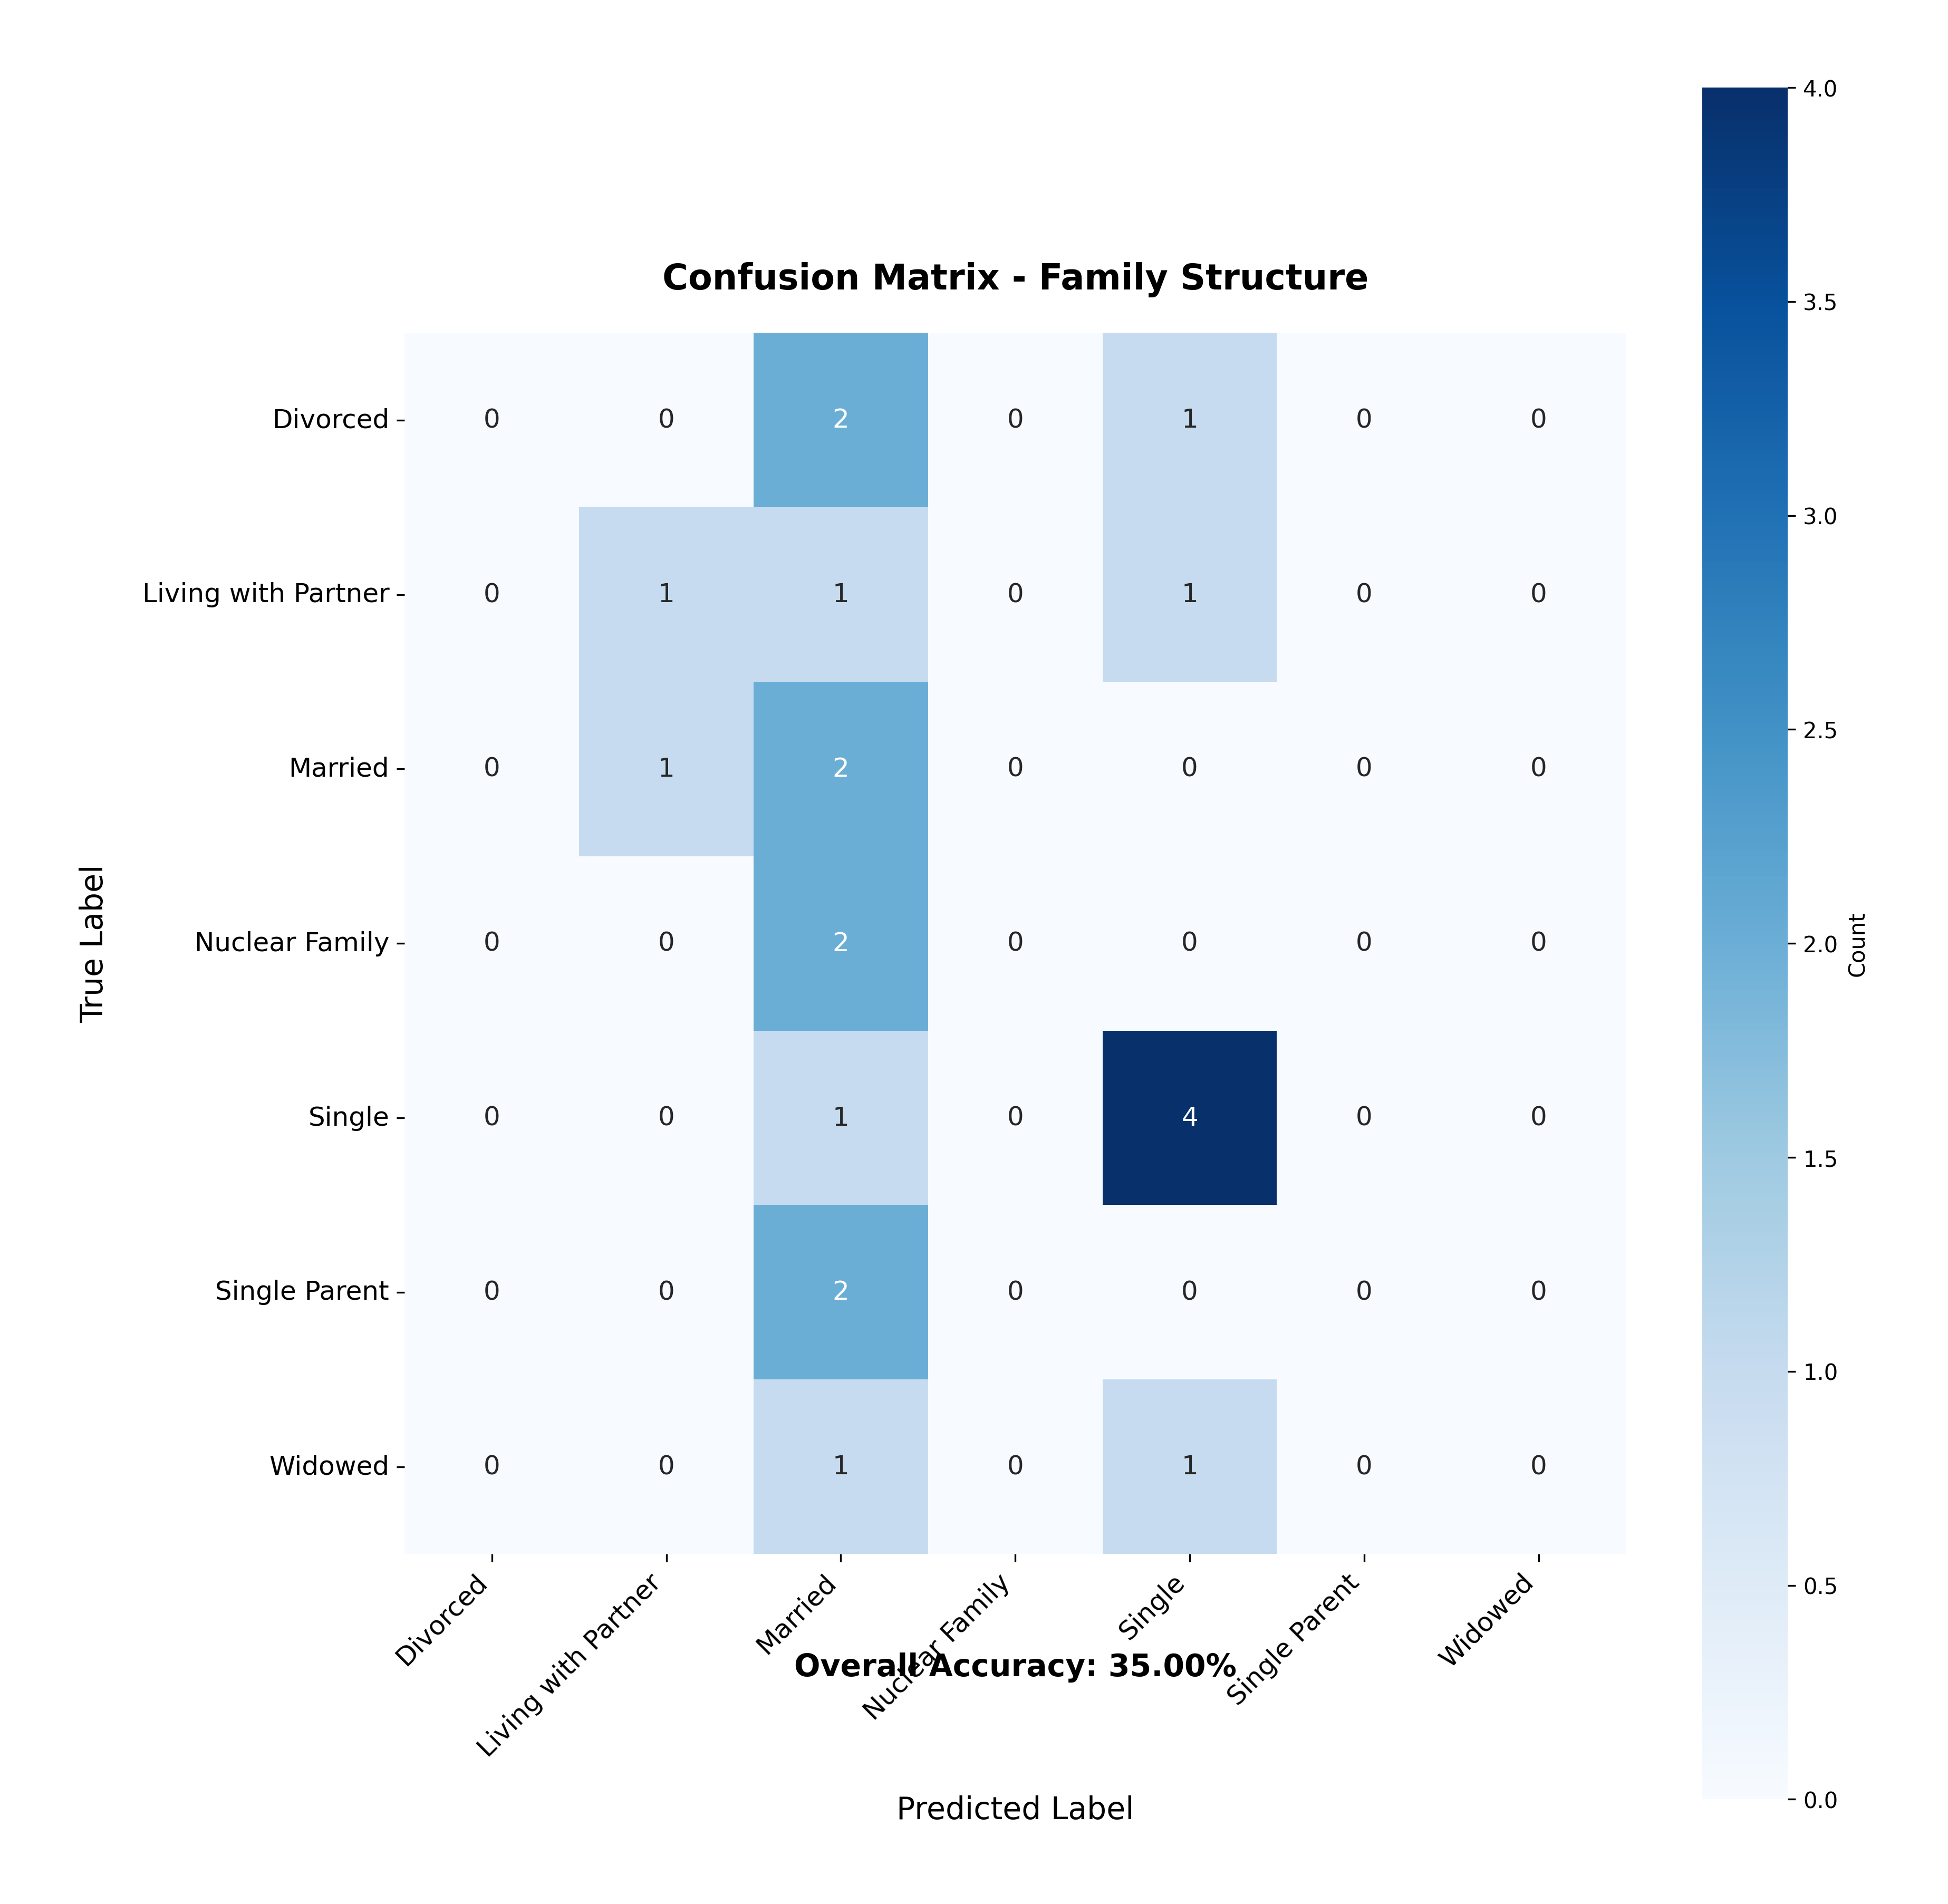 Confusion Matrix - Family Structure
True Label
Divorced 0 0 2 0 1 0 0
Living with Partner 0 1 1 0 1 0 0
Married 0 1 2 0 0 0 0
Nuclear Family 0 0 2 0 0 0 0
Single 0 0 1 0 4 0 0
Single Parent 0 0 2 0 0 0 0
Widowed 0 0 1 0 1 0 0
Divorced
Living with Partner
Married
Nuclear Family
Single
Single Parent
Widowed
Overall Accuracy: 35.00%
Predicted Label
4.0
3.5
3.0
2.5
2.0
1.5
1.0
0.5
0.0
Count